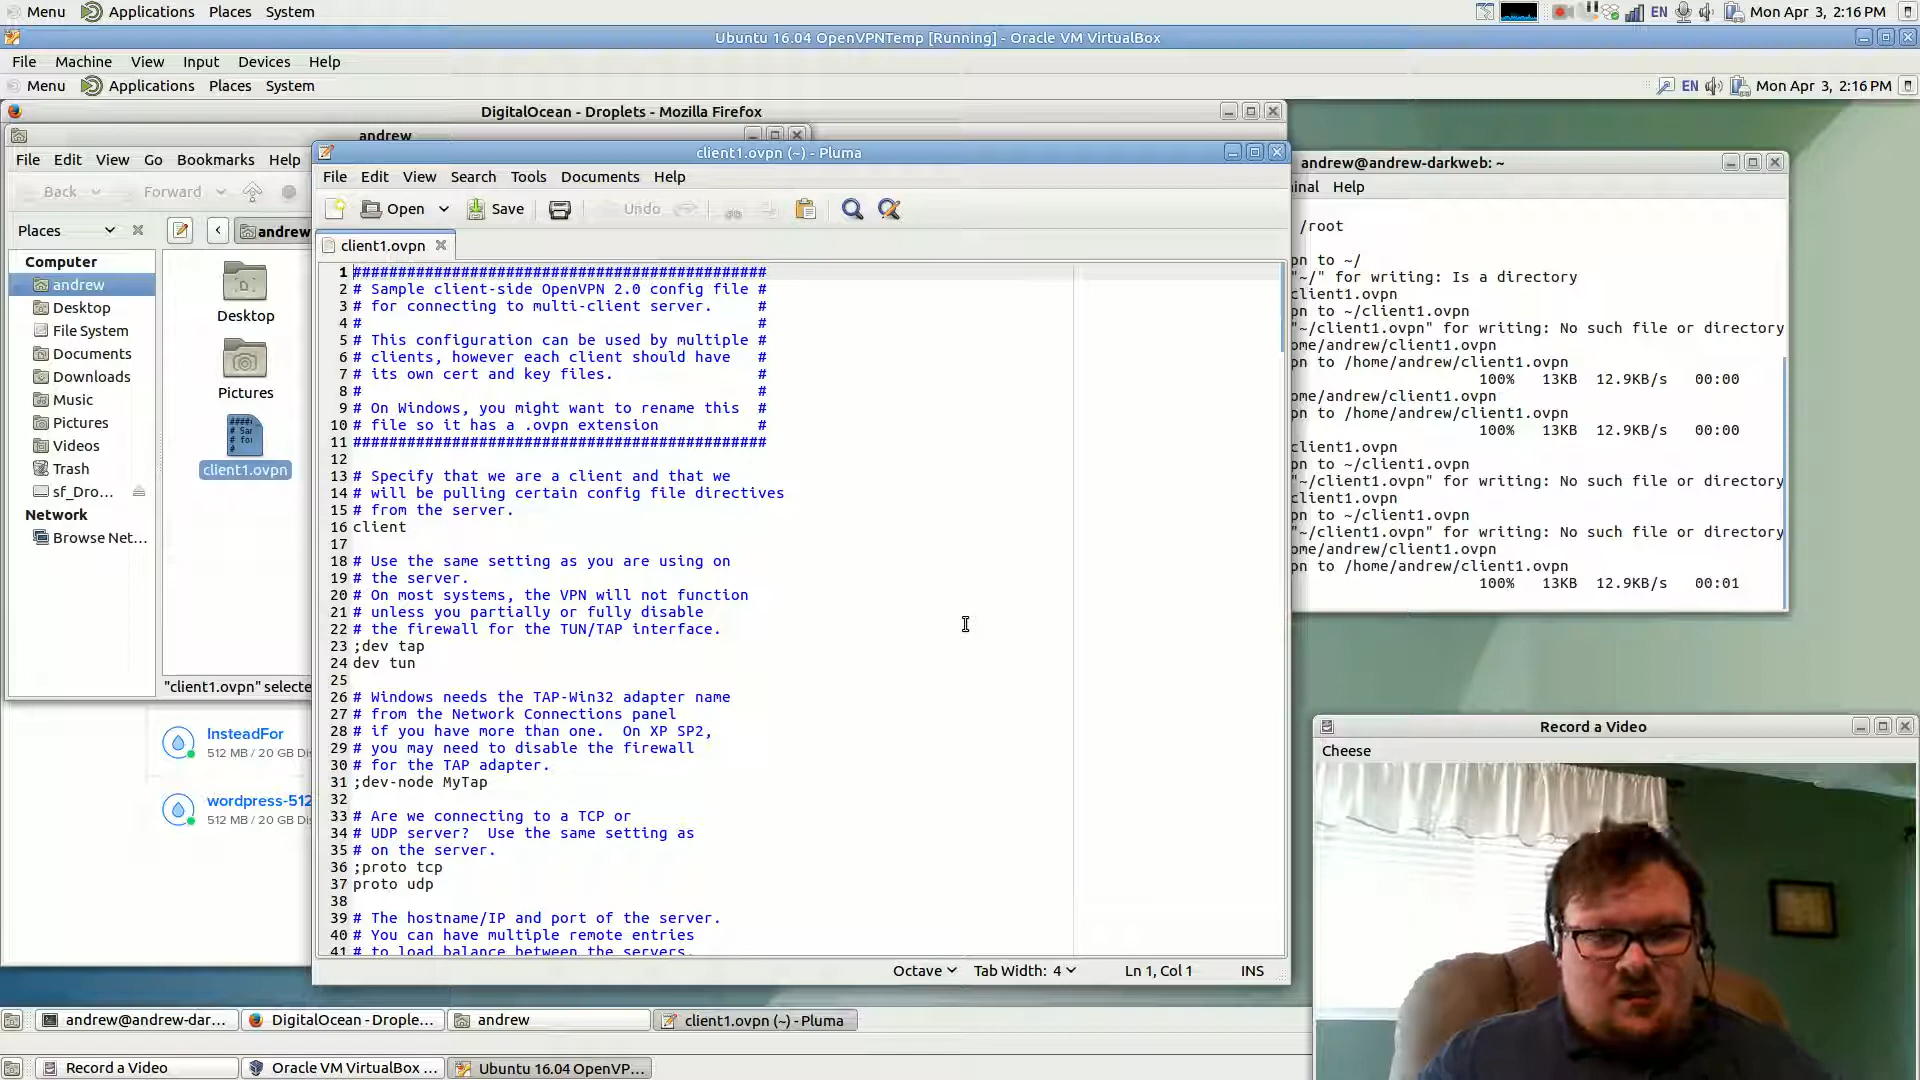 Menu Applications Places System EN Mon Apr 3, 2:16 PM
Ubuntu 16.04 OpenVPNTemp [Running] - Oracle VM VirtualBox
File Machine View Input Devices Help
Menu Applications Places System EN Mon Apr 3, 2:16 PM
DigitalOcean - Droplets - Mozilla Firefox
andrew
File Edit View Go Bookmarks Help
Back Forward
Places andrew
Computer
andrew
Desktop
File System
Documents
Downloads
Music
Pictures
Videos
Trash
sf_Dro...
Network
Browse Net...
Desktop
Pictures
client1.ovpn
"client1.ovpn" selecte
InsteadFor
512 MB / 20 GB Dis
wordpress-512
512 MB / 20 GB Dis
client1.ovpn (~) - Pluma
File Edit View Search Tools Documents Help
Open Save Undo
client1.ovpn
1 ##############################################
2 # Sample client-side OpenVPN 2.0 config file #
3 # for connecting to multi-client server.     #
4 #                                            #
5 # This configuration can be used by multiple #
6 # clients, however each client should have   #
7 # its own cert and key files.                #
8 #                                            #
9 # On Windows, you might want to rename this  #
10 # file so it has a .ovpn extension           #
11 ##############################################
12
13 # Specify that we are a client and that we
14 # will be pulling certain config file directives
15 # from the server.
16 client
17
18 # Use the same setting as you are using on
19 # the server.
20 # On most systems, the VPN will not function
21 # unless you partially or fully disable
22 # the firewall for the TUN/TAP interface.
23 ;dev tap
24 dev tun
25
26 # Windows needs the TAP-Win32 adapter name
27 # from the Network Connections panel
28 # if you have more than one.  On XP SP2,
29 # you may need to disable the firewall
30 # for the TAP adapter.
31 ;dev-node MyTap
32
33 # Are we connecting to a TCP or
34 # UDP server?  Use the same setting as
35 # on the server.
36 ;proto tcp
37 proto udp
38
39 # The hostname/IP and port of the server.
40 # You can have multiple remote entries
41 # to load balance between the servers.
Octave Tab Width: 4 Ln 1, Col 1 INS
andrew@andrew-darkweb: ~
inal Help
/root
pn to ~/
"~/" for writing: Is a directory
client1.ovpn
pn to ~/client1.ovpn
"~/client1.ovpn" for writing: No such file or directory
ome/andrew/client1.ovpn
pn to /home/andrew/client1.ovpn
100% 13KB 12.9KB/s 00:00
ome/andrew/client1.ovpn
pn to /home/andrew/client1.ovpn
100% 13KB 12.9KB/s 00:00
client1.ovpn
pn to ~/client1.ovpn
"~/client1.ovpn" for writing: No such file or directory
client1.ovpn
pn to ~/client1.ovpn
"~/client1.ovpn" for writing: No such file or directory
ome/andrew/client1.ovpn
pn to /home/andrew/client1.ovpn
100% 13KB 12.9KB/s 00:01
Record a Video
Cheese
andrew@andrew-dar... DigitalOcean - Drople... andrew client1.ovpn (~) - Pluma
Record a Video Oracle VM VirtualBox ... Ubuntu 16.04 OpenVP...